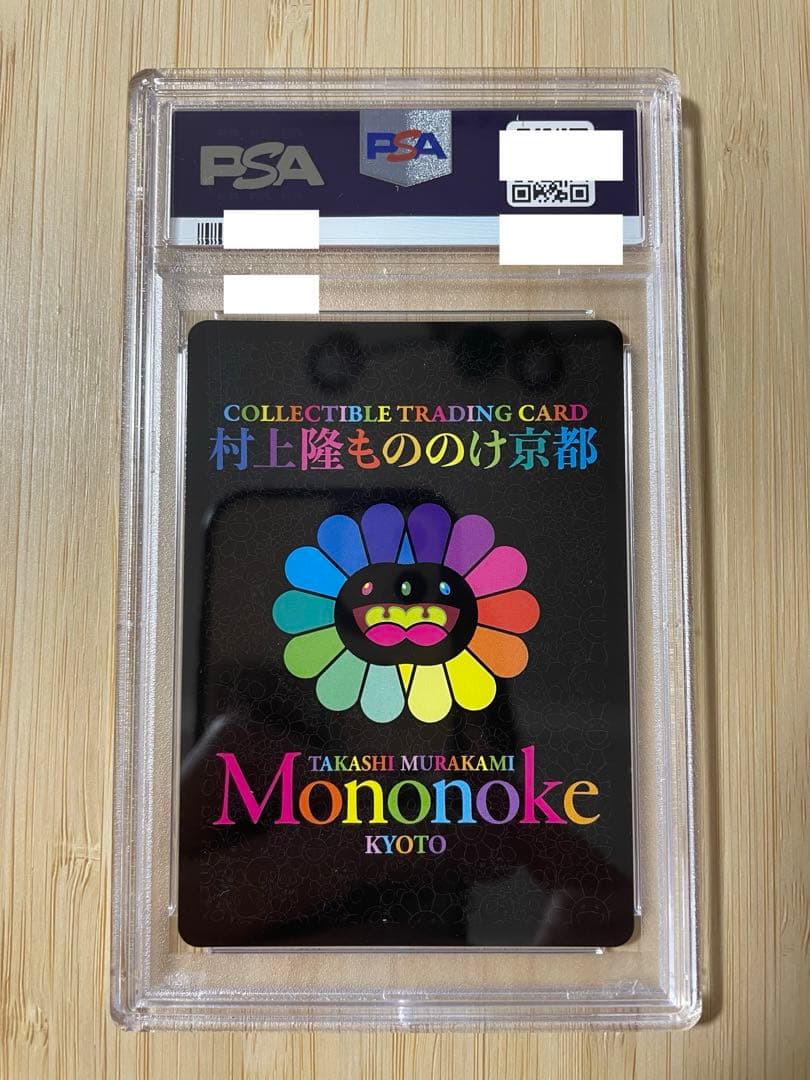 PSA
PSA
COLLECTIBLE TRADING CARD
村上隆もののけ京都
TAKASHI MURAKAMI
Mononoke
KYOTO